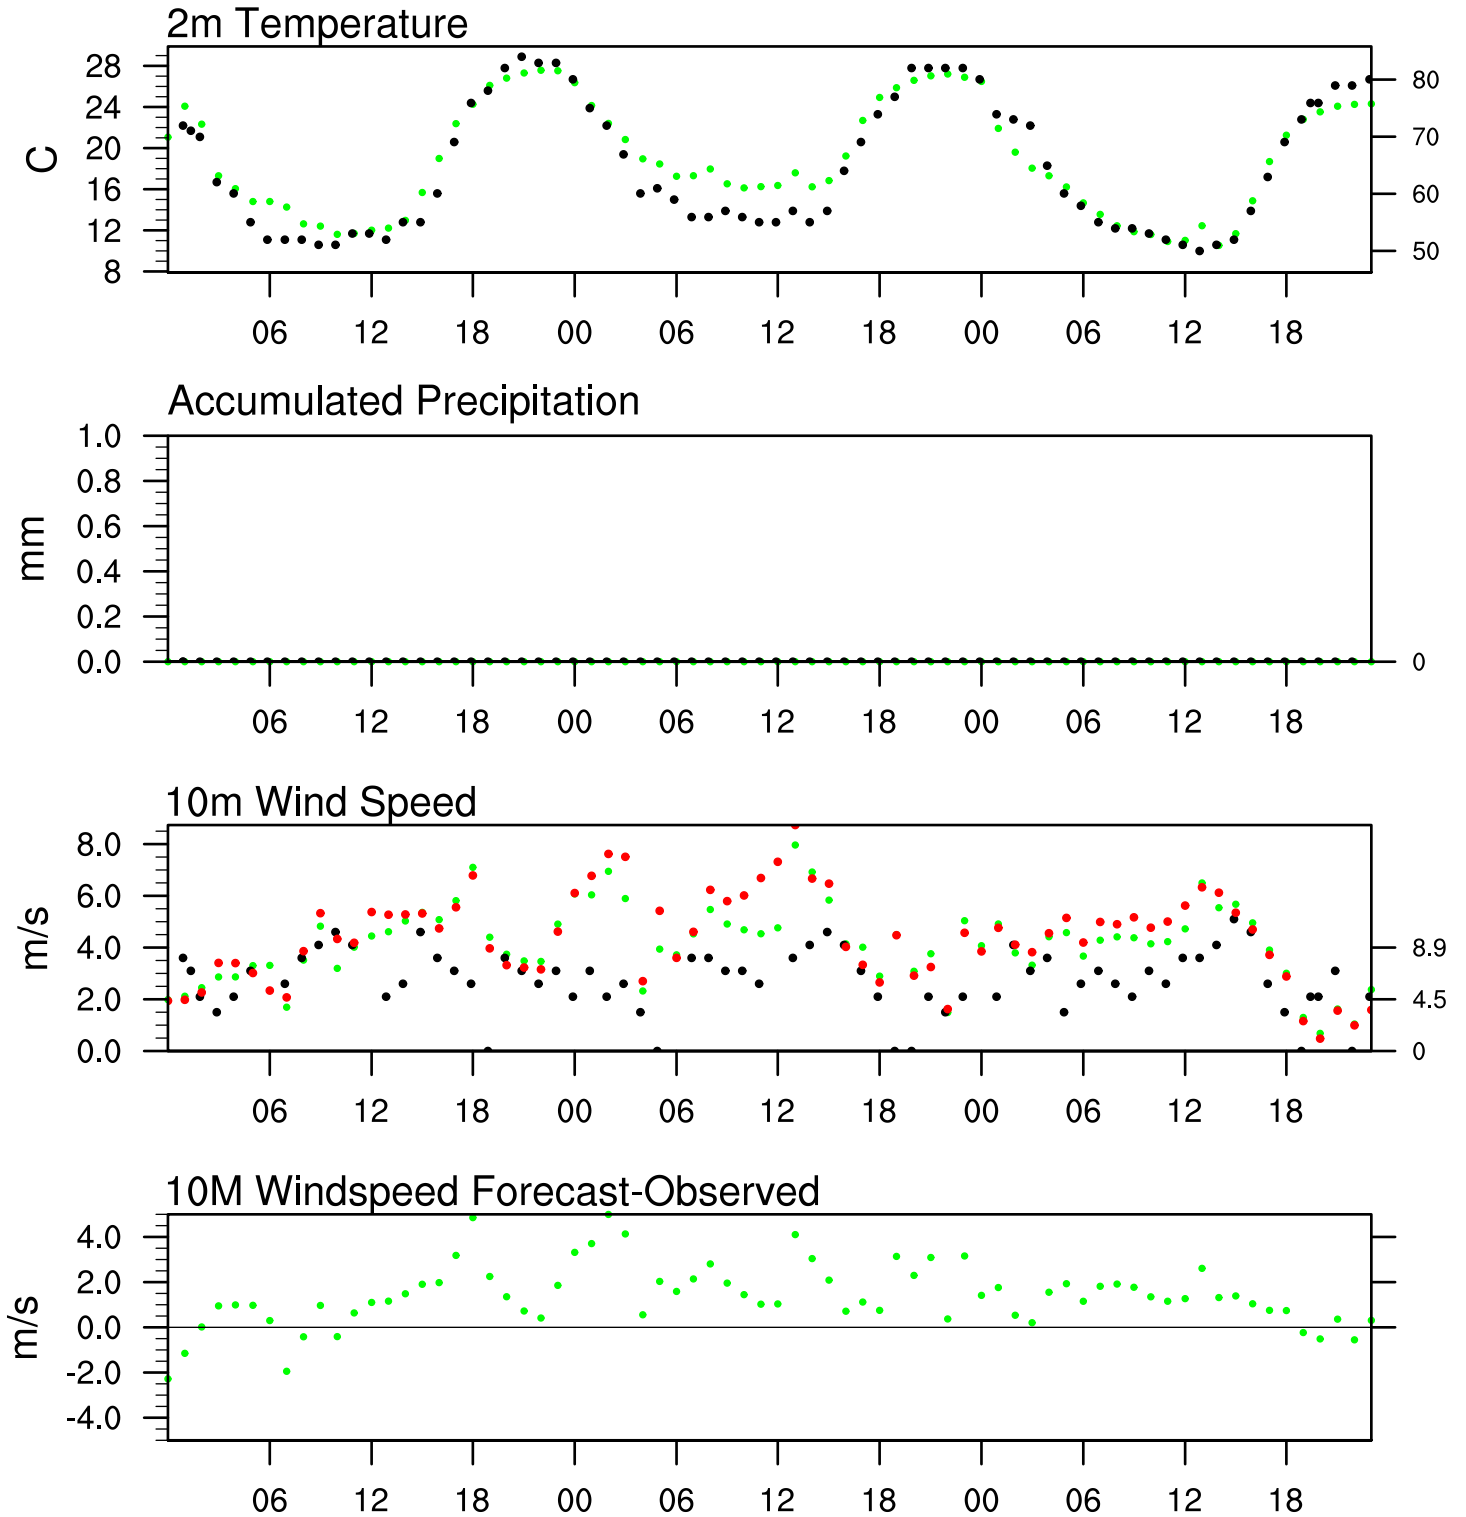 2m Temperature
28
24
20
16
12
8
C
80
70
60
50
06 12 18 00 06 12 18 00 06 12 18
Accumulated Precipitation
1.0
0.8
0.6
0.4
0.2
0.0
mm
0
06 12 18 00 06 12 18 00 06 12 18
10m Wind Speed
8.0
6.0
4.0
2.0
0.0
m/s
8.9
4.5
0
06 12 18 00 06 12 18 00 06 12 18
10M Windspeed Forecast-Observed
4.0
2.0
0.0
-2.0
-4.0
m/s
06 12 18 00 06 12 18 00 06 12 18